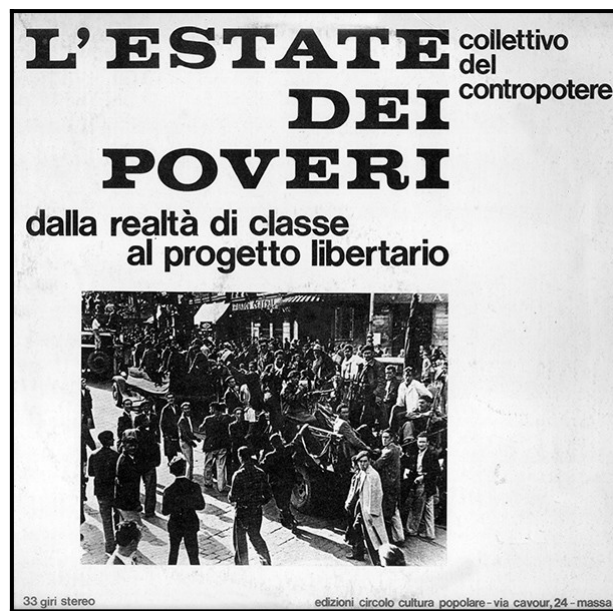 L'ESTATE
DEI
POVERI
collettivo
del
contropotere
dalla realtà di classe
al progetto libertario
33 giri stereo
edizioni circolo cultura popolare - via cavour, 24 - massa